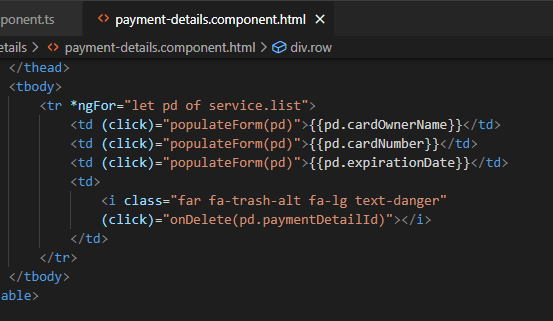 ponent.ts
<> payment-details.component.html ×
etails > <> payment-details.component.html > div.row
</thead>
<tbody>
<tr *ngFor="let pd of service.list">
<td (click)="populateForm(pd)">{{pd.cardOwnerName}}</td>
<td (click)="populateForm(pd)">{{pd.cardNumber}}</td>
<td (click)="populateForm(pd)">{{pd.expirationDate}}</td>
<td>
<i class="far fa-trash-alt fa-lg text-danger"
(click)="onDelete(pd.paymentDetailId)"></i>
</td>
</tr>
</tbody>
able>